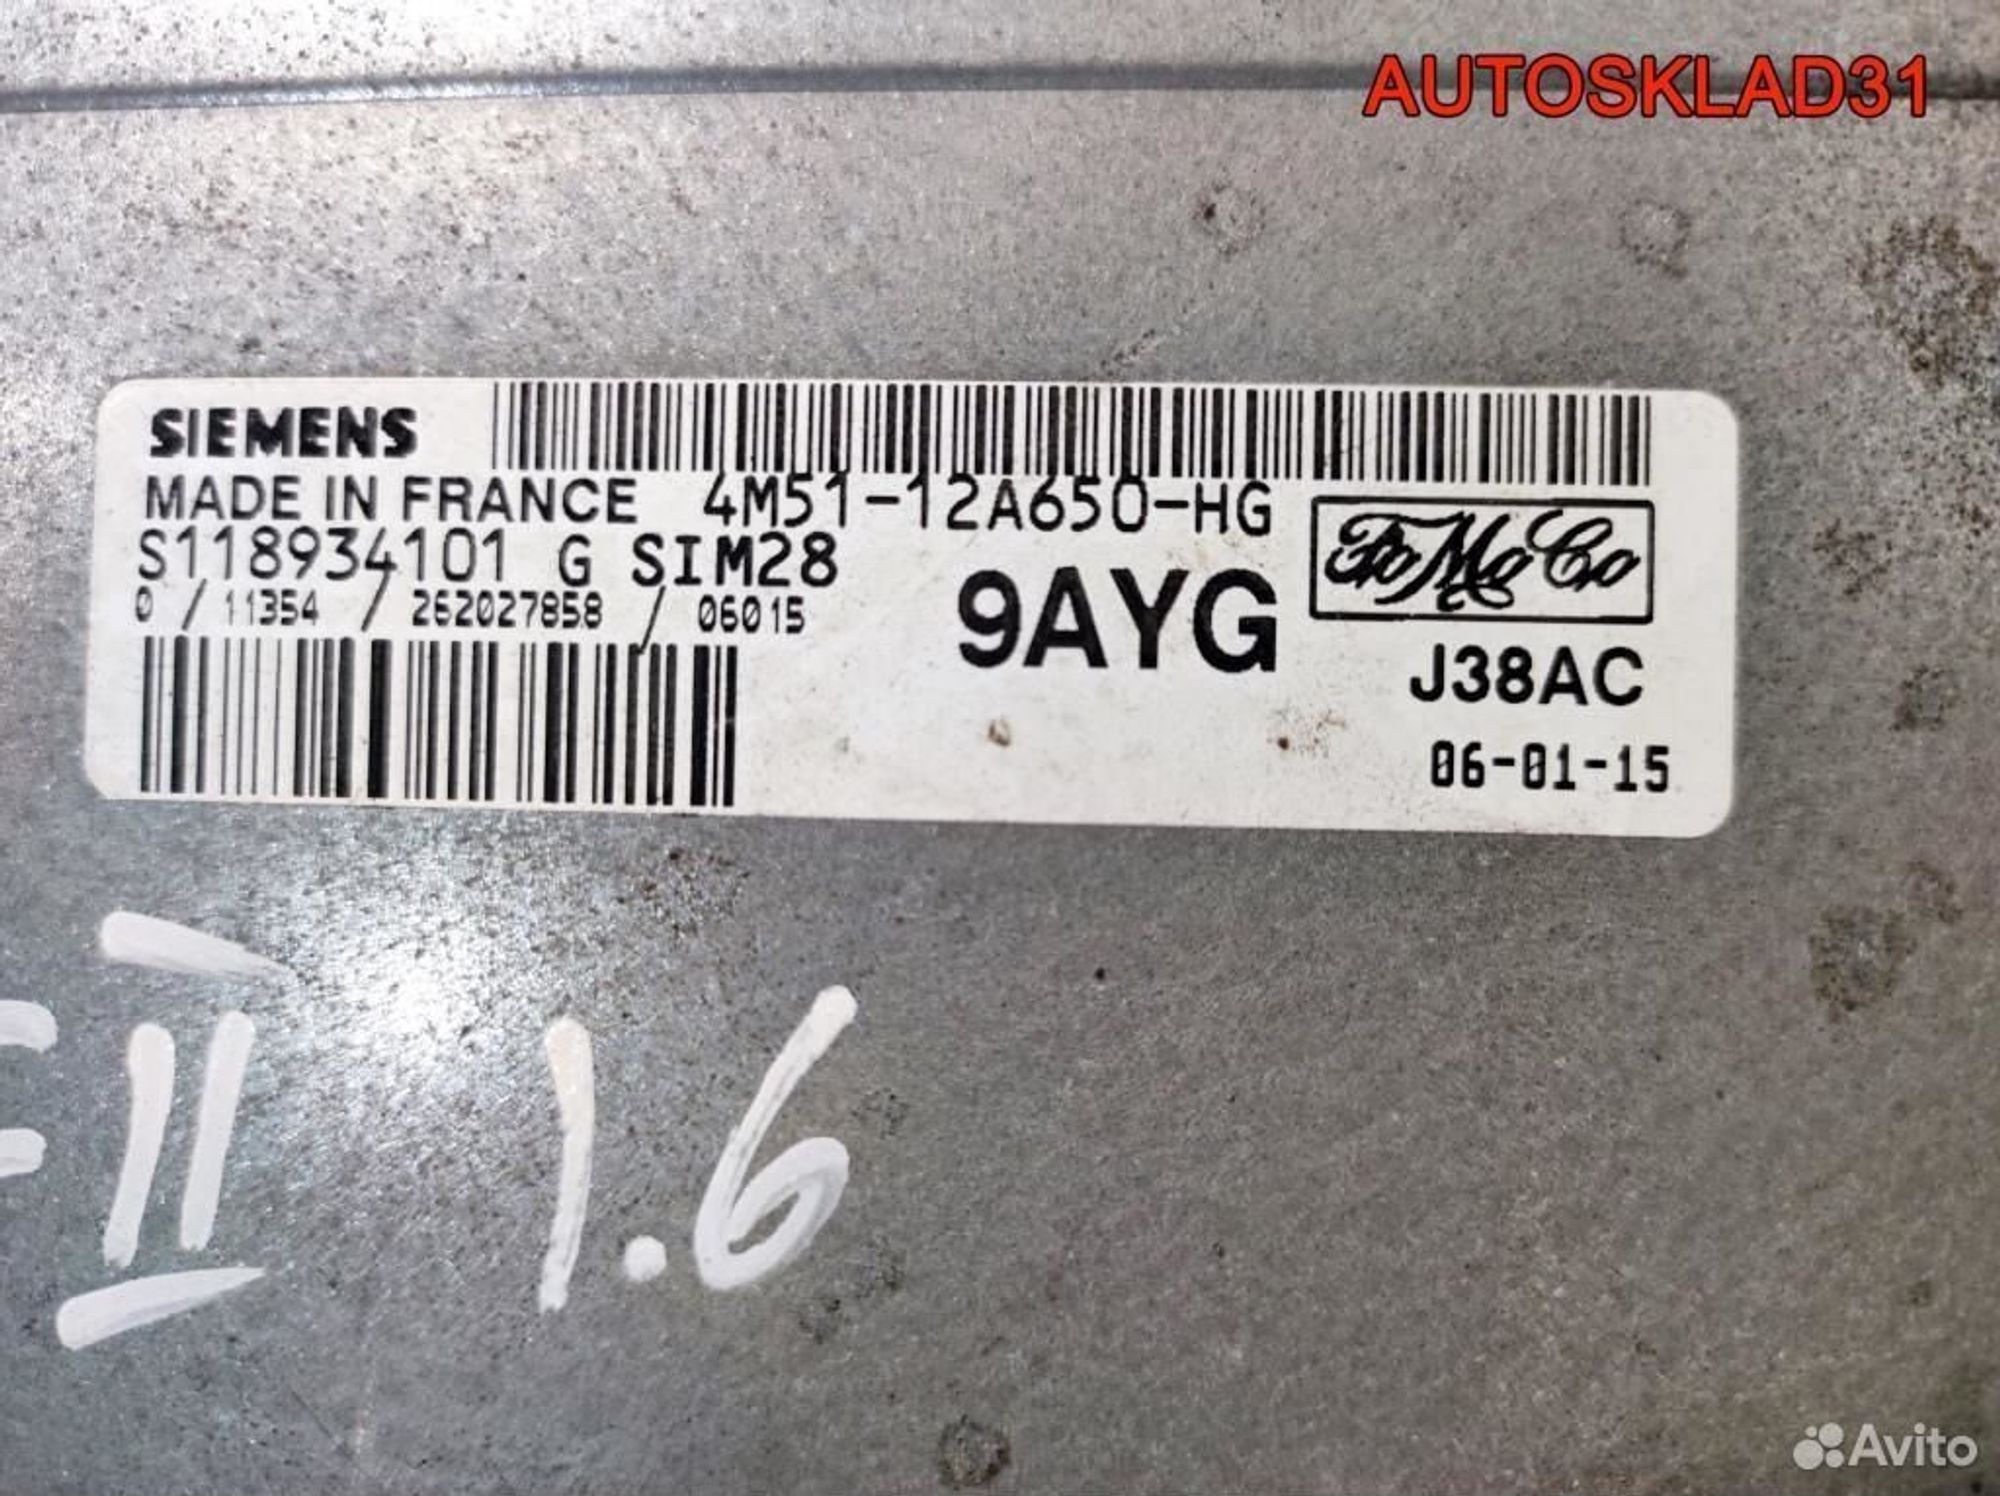 AUTOSKLAD31
SIEMENS
MADE IN FRANCE 4M51-12A650-HG
S118934101 G SIM28
0 / 11354 / 262027858 / 06015
9AYG
FoMoCo
J38AC
06-01-15
II 1.6
Avito